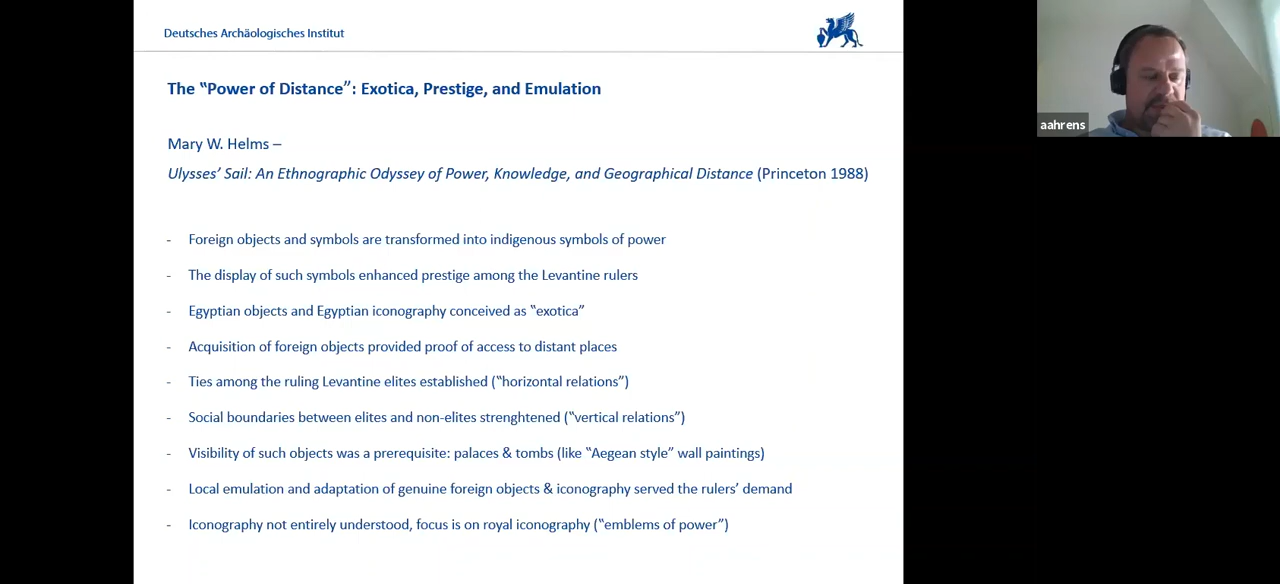 Deutsches Archäologisches Institut
The “Power of Distance”: Exotica, Prestige, and Emulation
Mary W. Helms –
Ulysses’ Sail: An Ethnographic Odyssey of Power, Knowledge, and Geographical Distance (Princeton 1988)
- Foreign objects and symbols are transformed into indigenous symbols of power
- The display of such symbols enhanced prestige among the Levantine rulers
- Egyptian objects and Egyptian iconography conceived as “exotica”
- Acquisition of foreign objects provided proof of access to distant places
- Ties among the ruling Levantine elites established (“horizontal relations”)
- Social boundaries between elites and non-elites strenghtened (“vertical relations”)
- Visibility of such objects was a prerequisite: palaces & tombs (like “Aegean style” wall paintings)
- Local emulation and adaptation of genuine foreign objects & iconography served the rulers’ demand
- Iconography not entirely understood, focus is on royal iconography (“emblems of power”)
aahrens